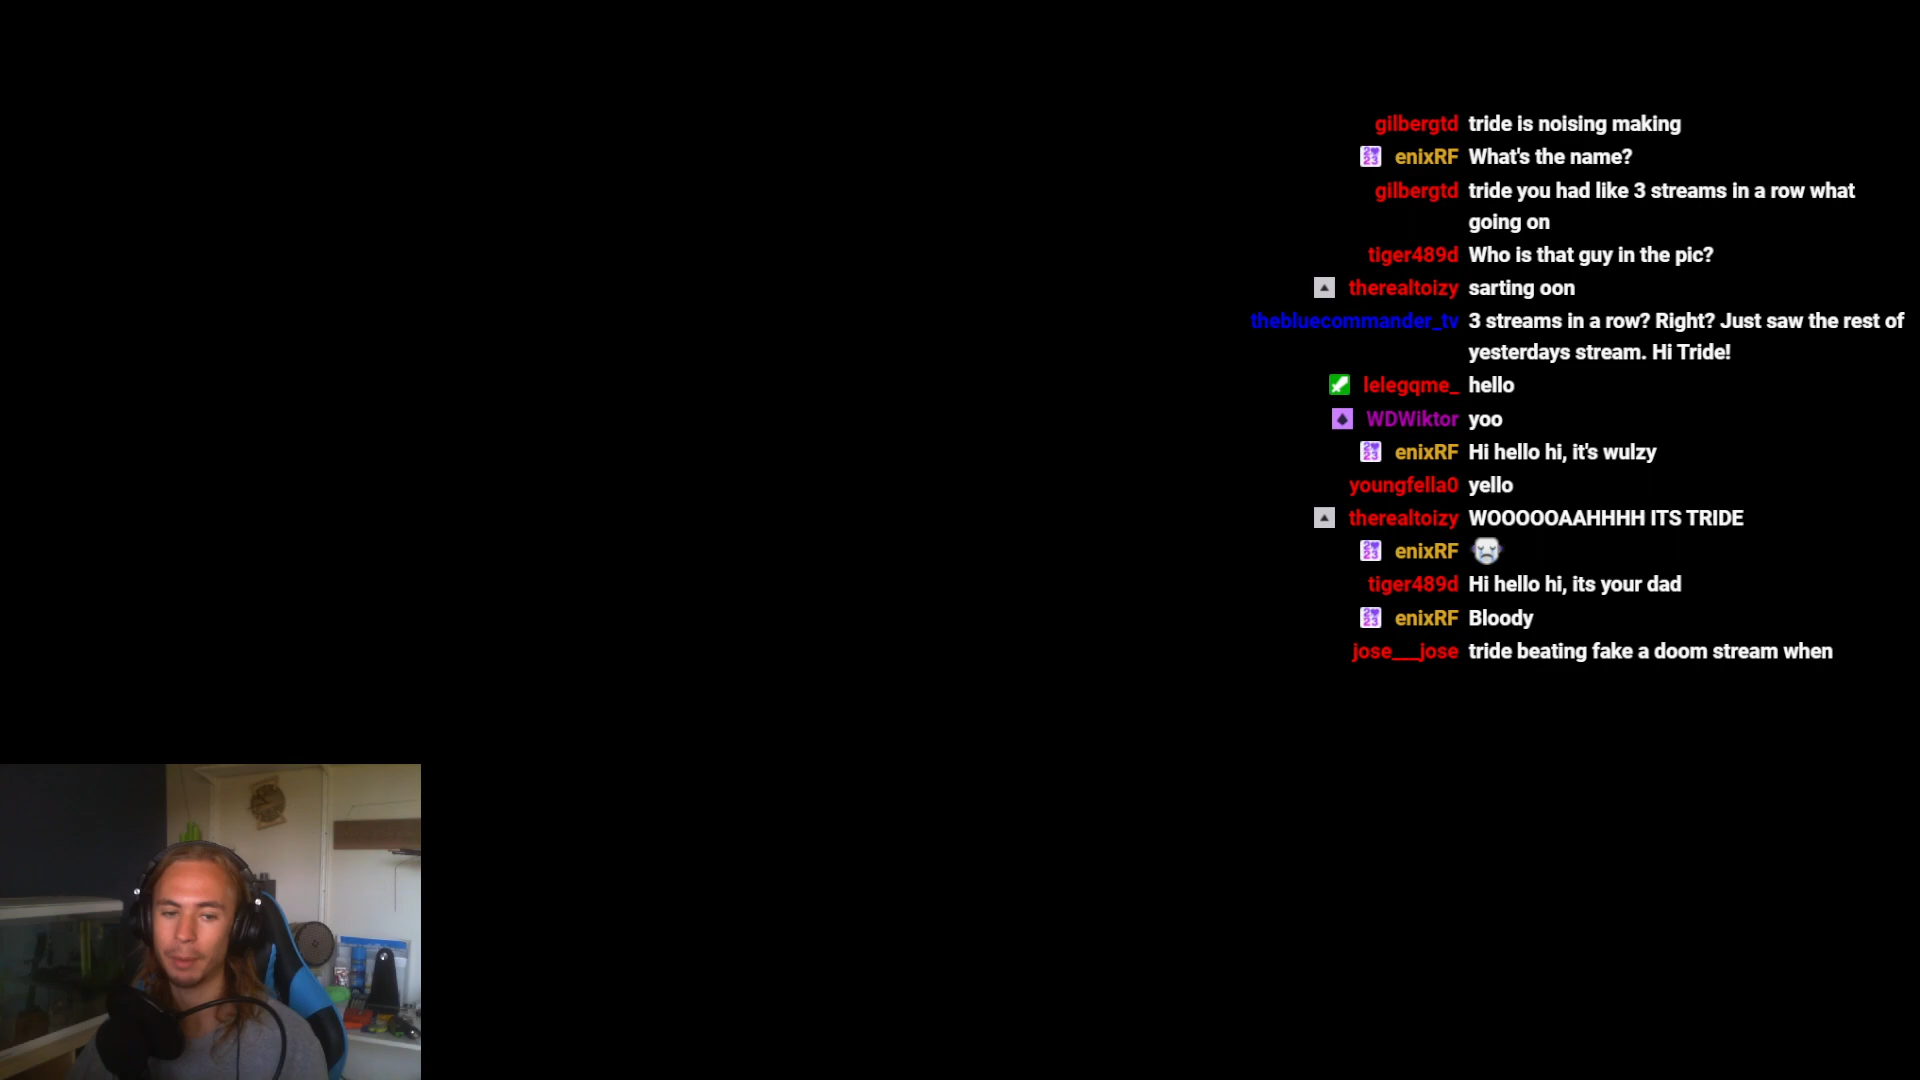 gilbergtd tride is noising making
enixRF What's the name?
gilbergtd tride you had like 3 streams in a row what
going on
tiger489d Who is that guy in the pic?
therealtoizy sarting oon
thebluecommander_tv 3 streams in a row? Right? Just saw the rest of
yesterdays stream. Hi Tride!
lelegqme_ hello
WDWiktor yoo
enixRF Hi hello hi, it's wulzy
youngfella0 yello
therealtoizy WOOOOOAAHHHH ITS TRIDE
enixRF
tiger489d Hi hello hi, its your dad
enixRF Bloody
jose___jose tride beating fake a doom stream when